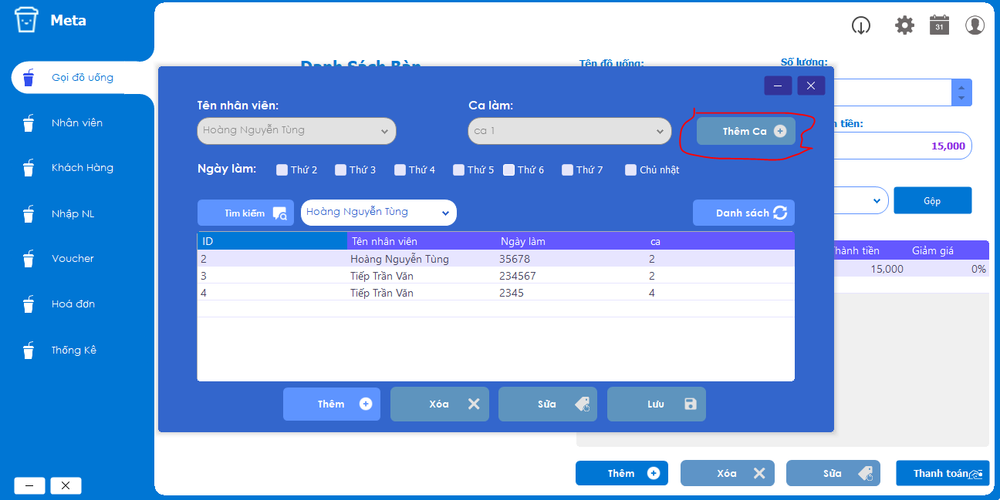 Meta
31
Gọi đồ uống
Nhân viên
Khách Hàng
Nhập NL
Voucher
Hoá đơn
Thống Kê
Danh Sách Bàn
Tên đồ uống:
Số lượng:
tiền:
15,000
Gộp
Thành tiền Giảm giá
15,000 0%
Tên nhân viên:
Ca làm:
Hoàng Nguyễn Tùng
ca 1
Thêm Ca
Ngày làm: Thứ 2 Thứ 3 Thứ 4 Thứ 5 Thứ 6 Thứ 7 Chủ nhật
Tìm kiếm
Hoàng Nguyễn Tùng
Danh sách
ID Tên nhân viên Ngày làm ca
2 Hoàng Nguyễn Tùng 35678 2
3 Tiếp Trần Văn 234567 2
4 Tiếp Trần Văn 2345 4
Thêm Xóa Sữa Lưu
Thêm Xóa Sữa Thanh toán